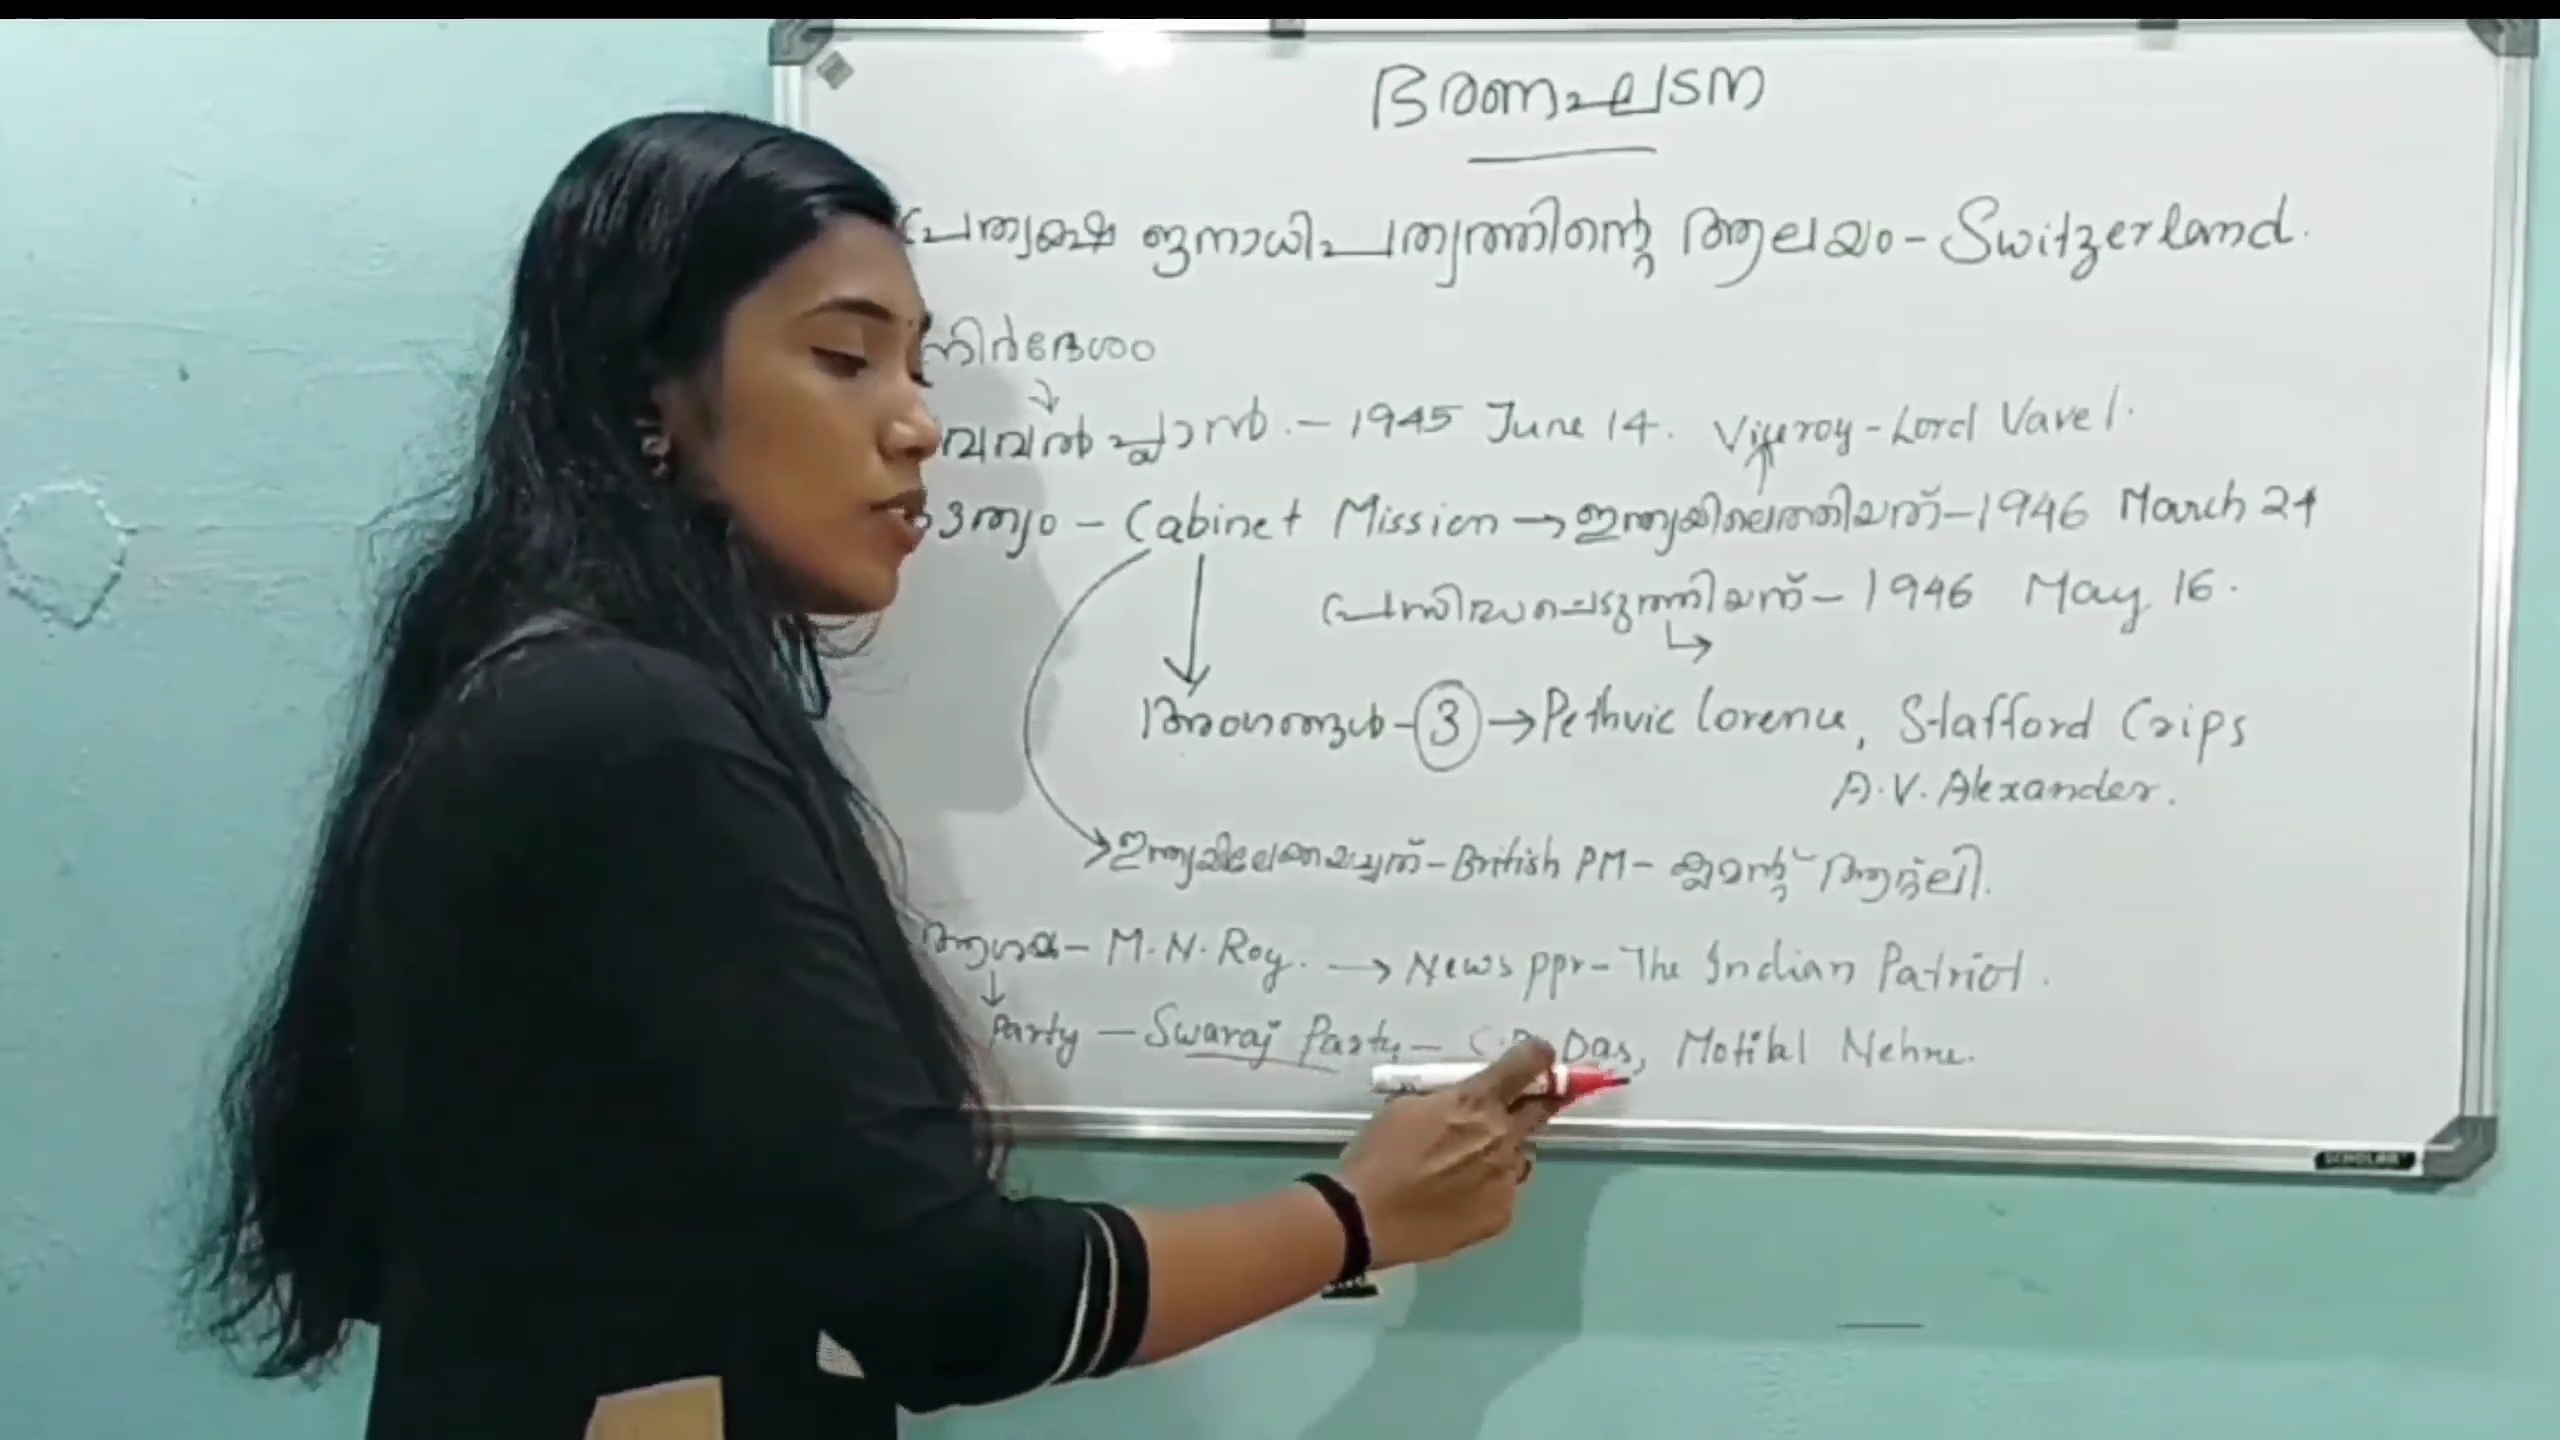 ഭരണഘടന
പ്രത്യക്ഷ ജനാധിപത്യത്തിന്റെ ആലയം - Switzerland.
നിർദ്ദേശം
വേവൽ പ്ലാൻ. - 1945 June 14. Viceroy - Lord Vavel.
Cabinet Mission → ഇന്ത്യയിലെത്തിയത് - 1946 March 24
പ്രസിദ്ധപ്പെടുത്തിയത് - 1946 May 16.
അംഗങ്ങൾ - 3 → Pethvic Lorence, Stafford Crips
A.V. Alexander.
ഇന്ത്യയിലേക്കയച്ചത് - British PM - ക്ലമന്റ് ആറ്റ്ലി.
ആശയം - M.N. Roy. → News ppr - The Indian Patriot.
Party - Swaraj Party - Das, Motilal Nehru.
SCHOLAR